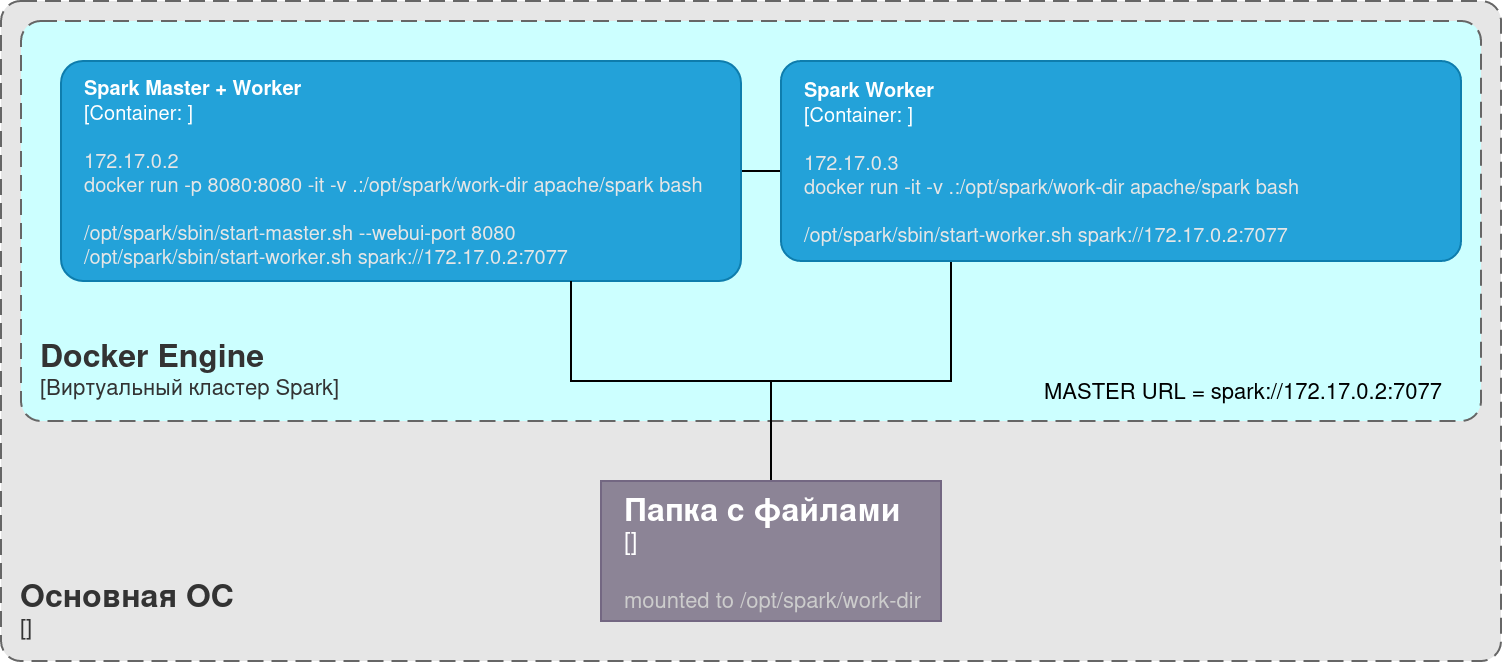 Spark Master + Worker
[Container: ]
172.17.0.2
docker run -p 8080:8080 -it -v .:/opt/spark/work-dir apache/spark bash
/opt/spark/sbin/start-master.sh --webui-port 8080
/opt/spark/sbin/start-worker.sh spark://172.17.0.2:7077
Spark Worker
[Container: ]
172.17.0.3
docker run -it -v .:/opt/spark/work-dir apache/spark bash
/opt/spark/sbin/start-worker.sh spark://172.17.0.2:7077
Docker Engine
[Виртуальный кластер Spark]
MASTER URL = spark://172.17.0.2:7077
Папка с файлами
[]
mounted to /opt/spark/work-dir
Основная ОС
[]